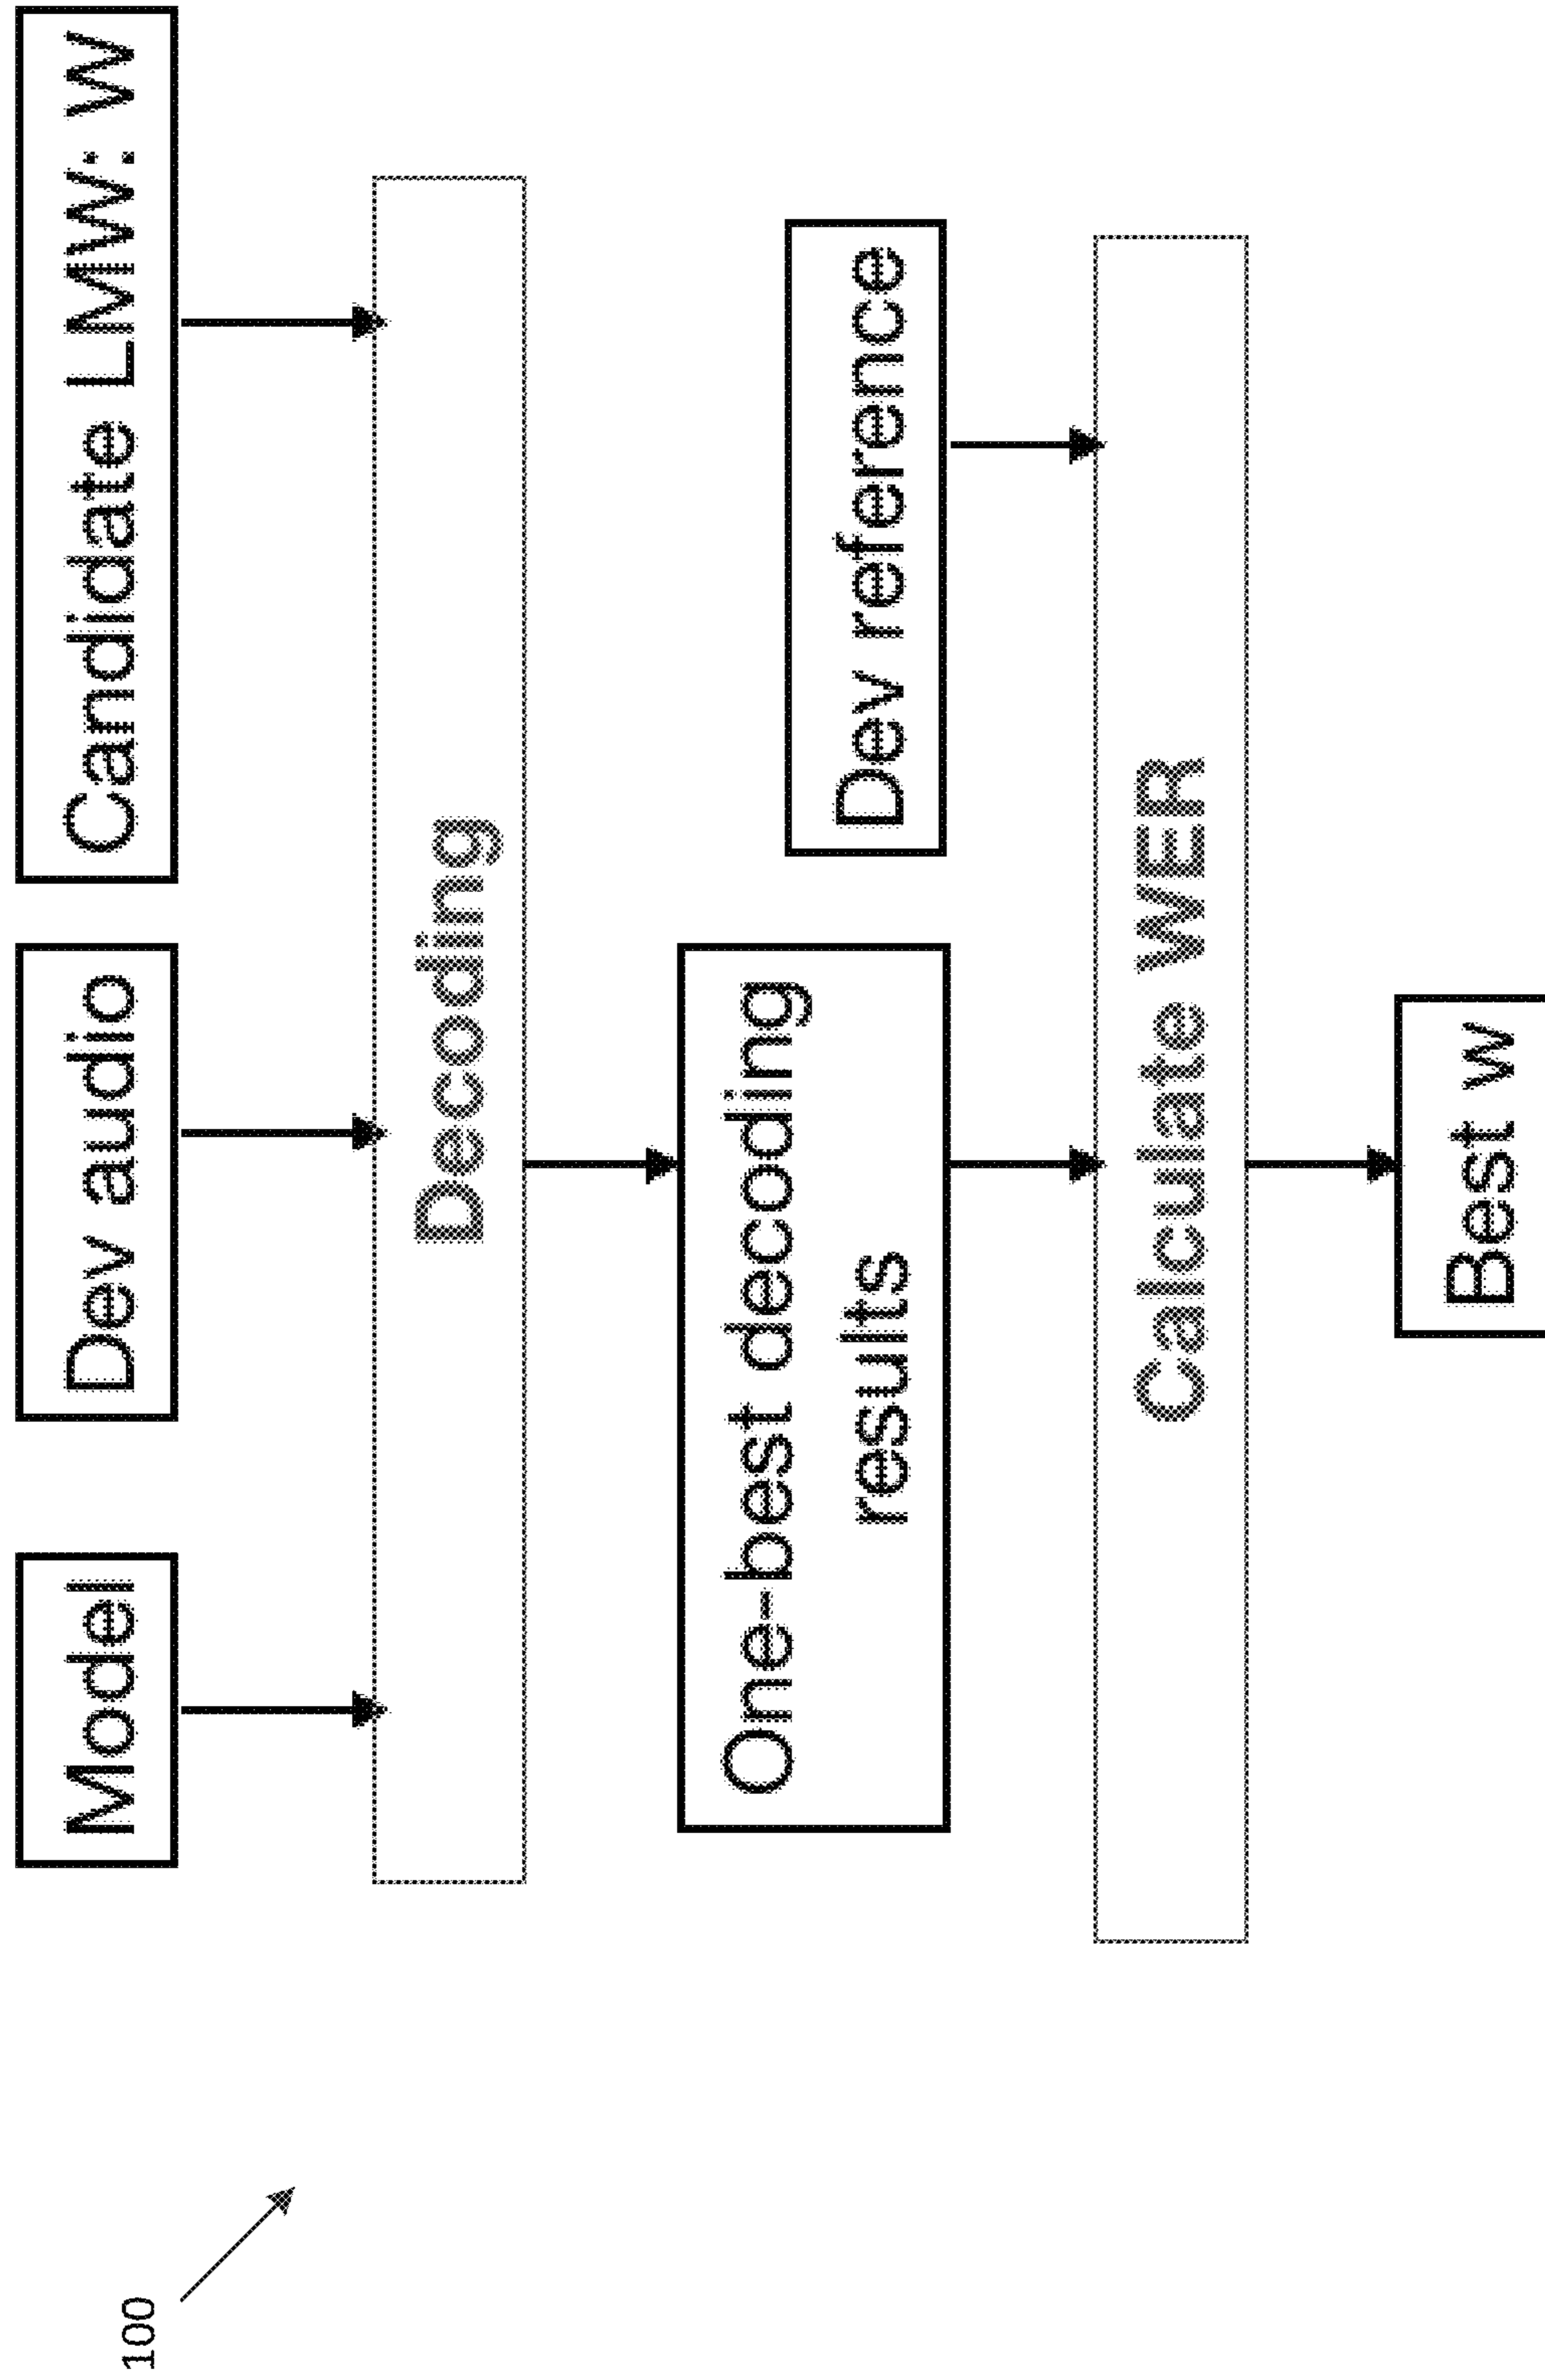 100
Model
Dev audio
Candidate LMW: w
Decoding
One-best decoding
results
Dev reference
Calculate WER
Best w